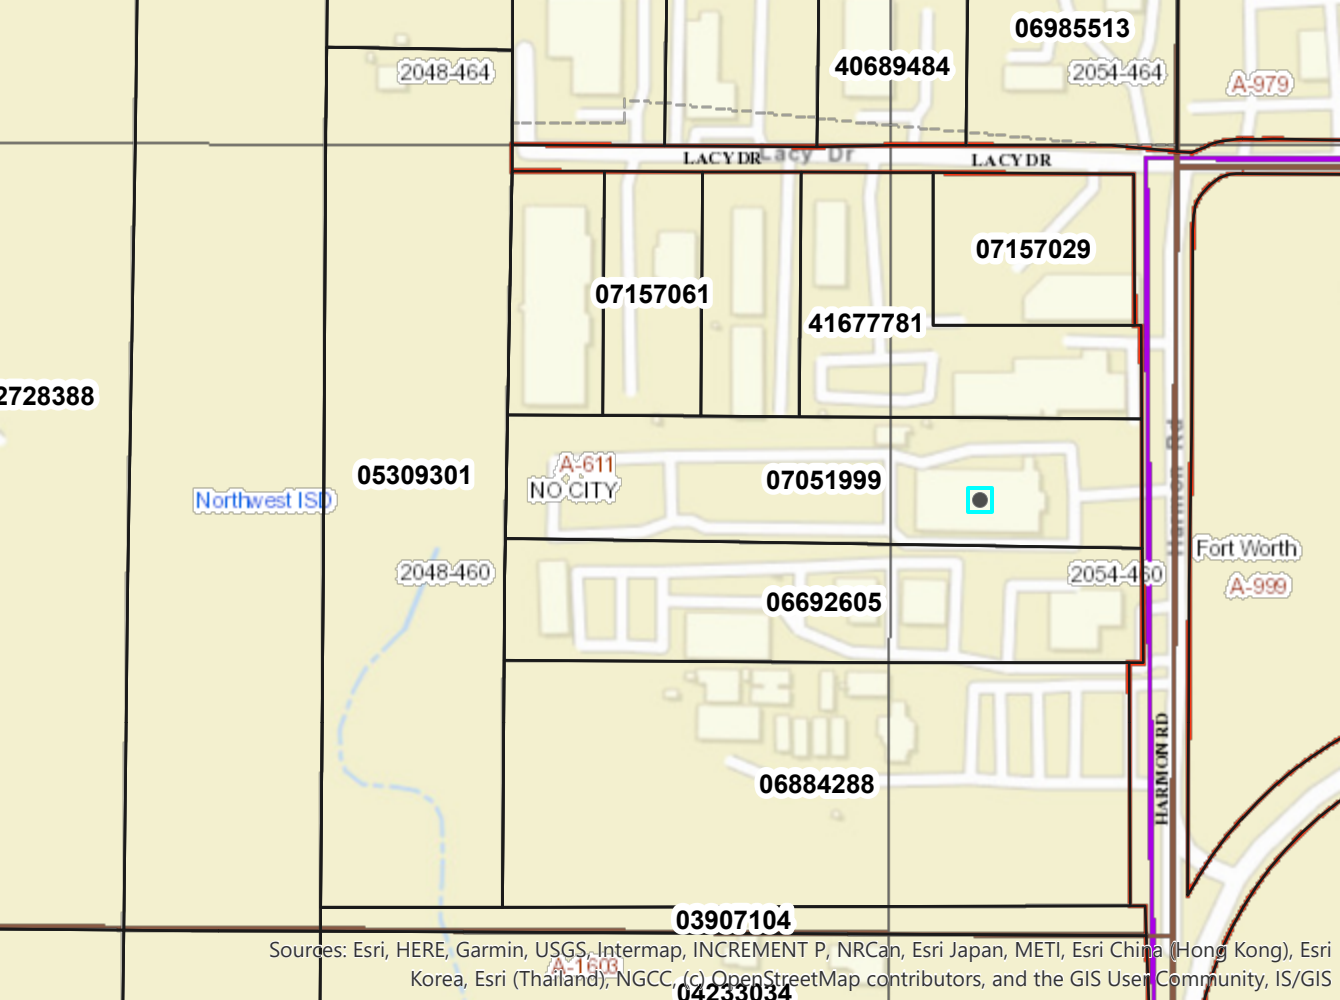 06985513
40689484
2048-464
2054-464
A-979
LACY DR
Lacy Dr
LACY DR
07157029
07157061
41677781
2728388
05309301
A-611
NO CITY
07051999
Northwest ISD
Harmon Rd
Fort Worth
2048-460
2054-460
A-999
06692605
HARMON RD
06884288
03907104
Sources: Esri, HERE, Garmin, USGS, Intermap, INCREMENT P, NRCan, Esri Japan, METI, Esri China (Hong Kong), Esri
A-1603
Korea, Esri (Thailand), NGCC, (c) OpenStreetMap contributors, and the GIS User Community, IS/GIS
04233034